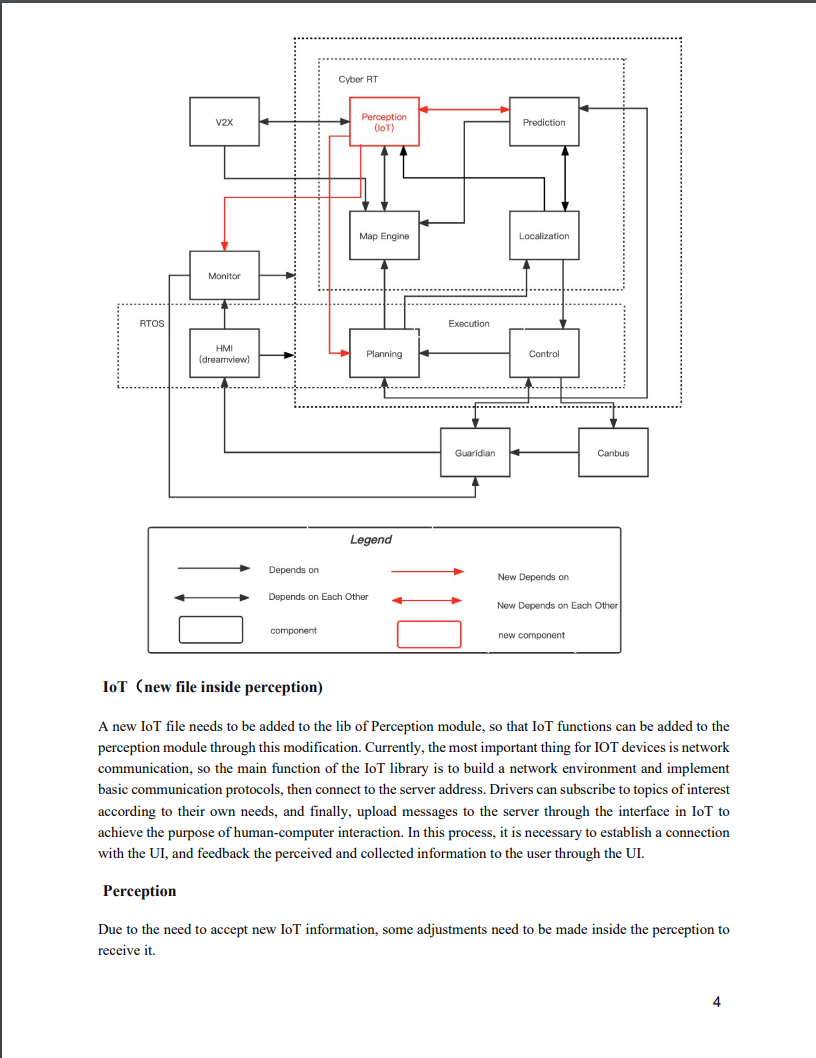 Cyber RT
V2X
Perception
(IoT)
Prediction
Map Engine
Localization
Monitor
RTOS
Execution
HMI
(dreamview)
Planning
Control
Guaridian
Canbus
Legend
Depends on
New Depends on
Depends on Each Other
New Depends on Each Other
component
new component
IoT（new file inside perception)
A new IoT file needs to be added to the lib of Perception module, so that IoT functions can be added to the
perception module through this modification. Currently, the most important thing for IOT devices is network
communication, so the main function of the IoT library is to build a network environment and implement
basic communication protocols, then connect to the server address. Drivers can subscribe to topics of interest
according to their own needs, and finally, upload messages to the server through the interface in IoT to
achieve the purpose of human-computer interaction. In this process, it is necessary to establish a connection
with the UI, and feedback the perceived and collected information to the user through the UI.
Perception
Due to the need to accept new IoT information, some adjustments need to be made inside the perception to
receive it.
4